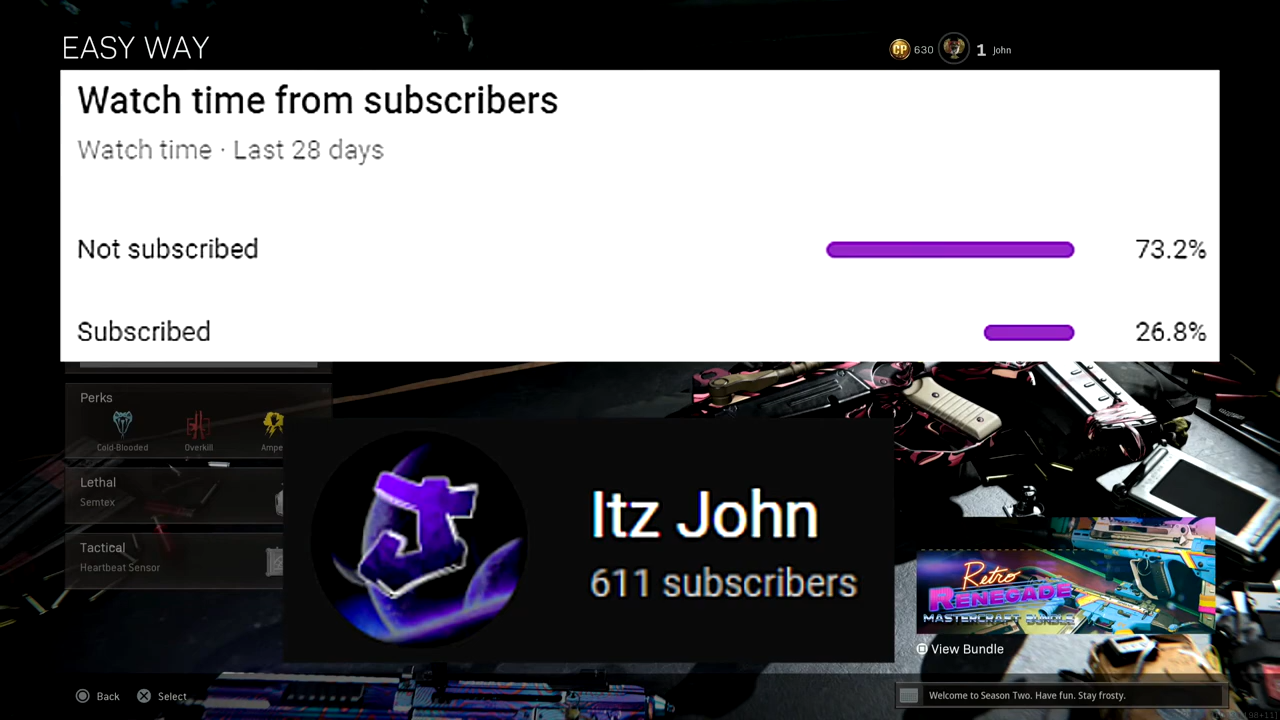 EASY WAY
CP 630 1 John
Watch time from subscribers
Watch time · Last 28 days
Not subscribed 73.2%
Subscribed 26.8%
Perks
Cold-Blooded Overkill Ampe
Lethal
Semtex
Tactical
Heartbeat Sensor
Itz John
611 subscribers
Retro
RENEGADE
MASTERCRAFT BUNDLE
View Bundle
Back Select
Welcome to Season Two. Have fun. Stay frosty.